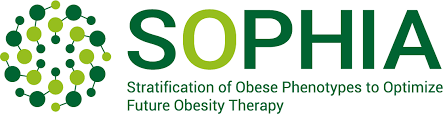 SOPHIA
Stratification of Obese Phenotypes to Optimize
Future Obesity Therapy